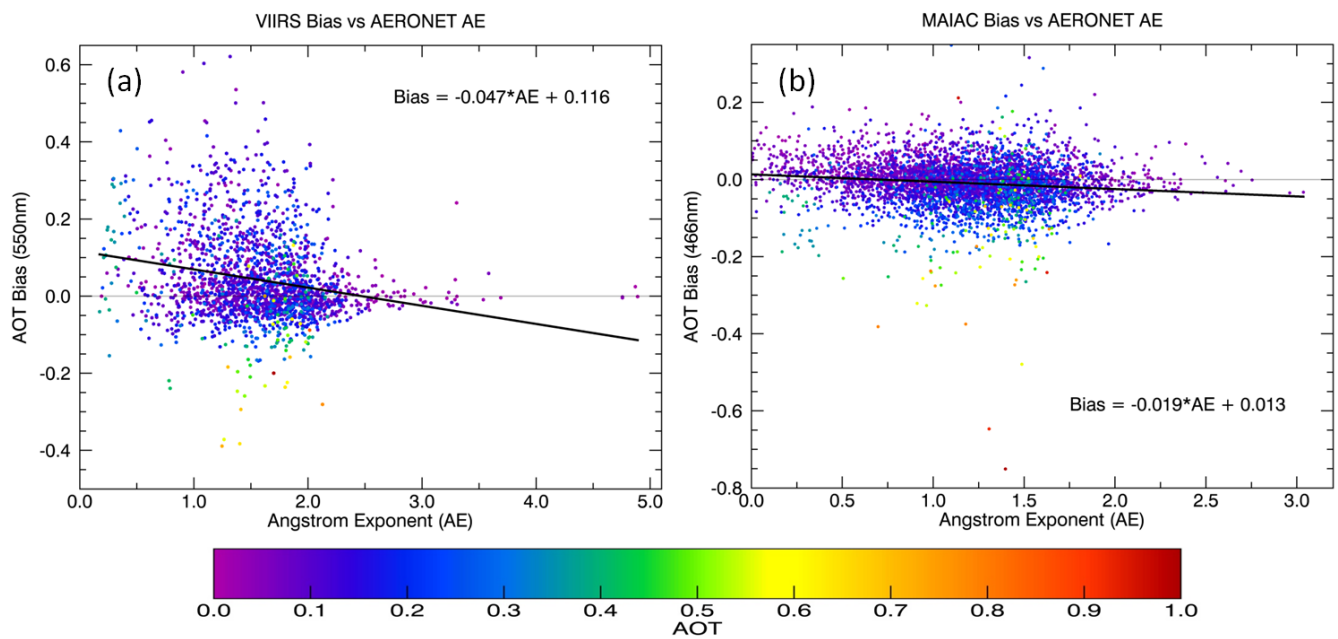 VIIRS Bias vs AERONET AE
(a)
Bias = -0.047*AE + 0.116
AOT Bias (550nm)
0.6
0.4
0.2
0.0
-0.2
-0.4
0.0 1.0 2.0 3.0 4.0 5.0
Angstrom Exponent (AE)
MAIAC Bias vs AERONET AE
(b)
AOT Bias (466nm)
0.2
0.0
-0.2
-0.4
-0.6
-0.8
Bias = -0.019*AE + 0.013
0.0 0.5 1.0 1.5 2.0 2.5 3.0
Angstrom Exponent (AE)
0.0 0.1 0.2 0.3 0.4 0.5 0.6 0.7 0.8 0.9 1.0
AOT